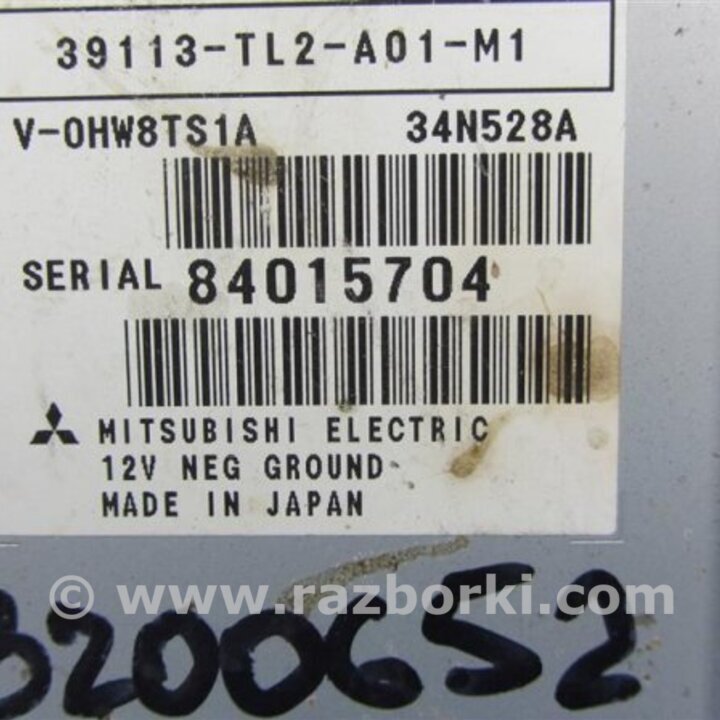 39113-TL2-A01-M1
V-0HW8TS1A 34N528A
SERIAL 84015704
MITSUBISHI ELECTRIC
12V NEG GROUND
MADE IN JAPAN
© www.razborki.com
3200652